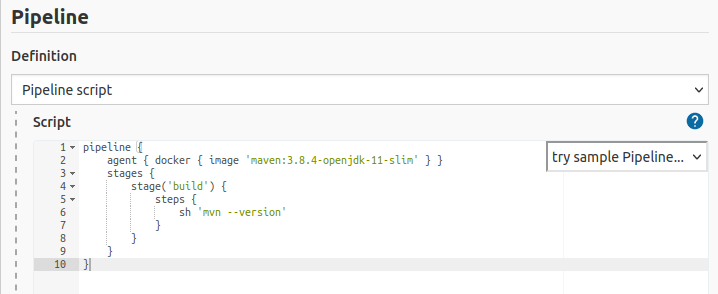 Pipeline
Definition
Pipeline script
Script
?
try sample Pipeline...
1 pipeline {
2     agent { docker { image 'maven:3.8.4-openjdk-11-slim' } }
3     stages {
4         stage('build') {
5             steps {
6                 sh 'mvn --version'
7             }
8         }
9     }
10 }